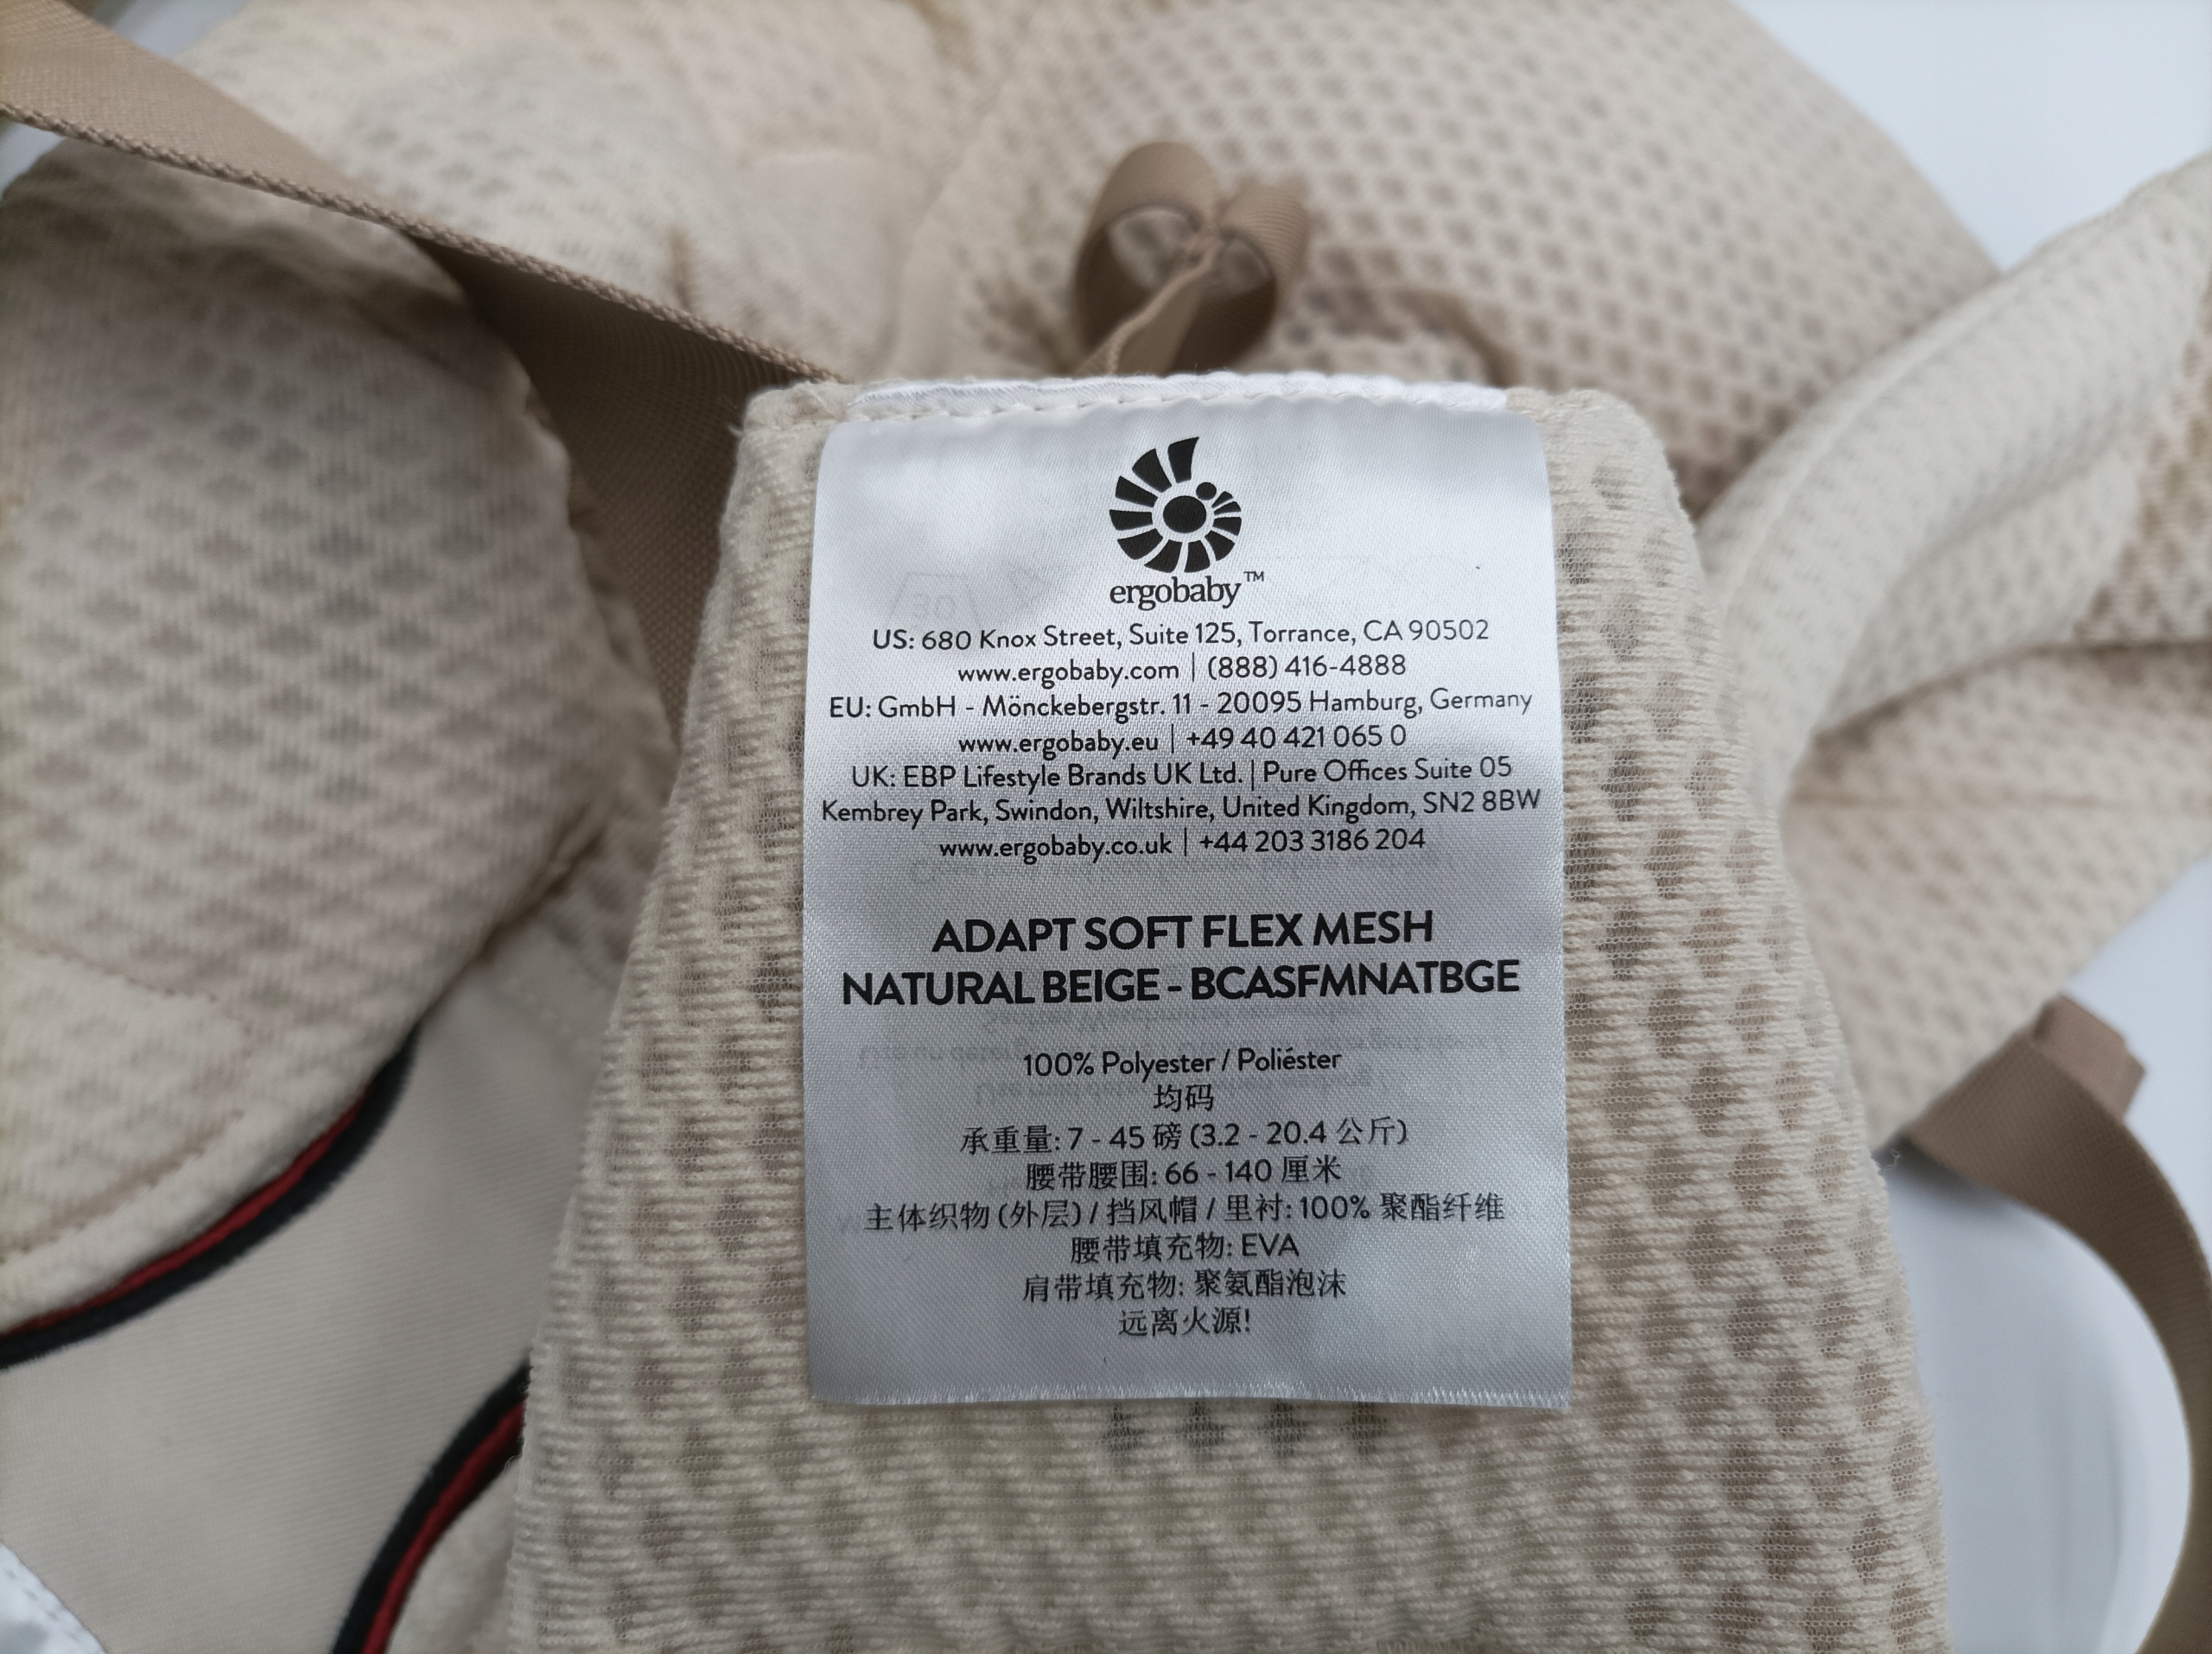 ergobaby™
US: 680 Knox Street, Suite 125, Torrance, CA 90502
www.ergobaby.com | (888) 416-4888
EU: GmbH - Mönckebergstr. 11 - 20095 Hamburg, Germany
www.ergobaby.eu | +49 40 421 065 0
UK: EBP Lifestyle Brands UK Ltd. | Pure Offices Suite 05
Kembrey Park, Swindon, Wiltshire, United Kingdom, SN2 8BW
www.ergobaby.co.uk | +44 203 3186 204
ADAPT SOFT FLEX MESH
NATURAL BEIGE - BCASFMNATBGE
100% Polyester / Poliéster
均码
承重量: 7 - 45 磅 (3.2 - 20.4 公斤)
腰带腰围: 66 - 140 厘米
主体织物 (外层) / 挡风帽 / 里衬: 100% 聚酯纤维
腰带填充物: EVA
肩带填充物: 聚氨酯泡沫
远离火源!